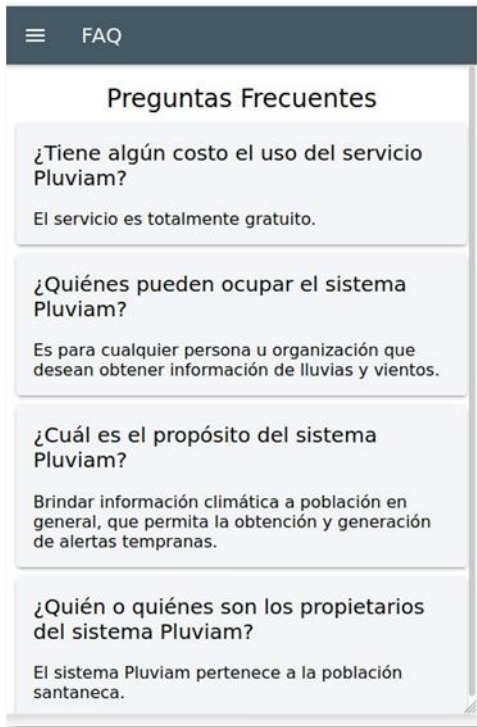 FAQ
Preguntas Frecuentes
¿Tiene algún costo el uso del servicio
Pluviam?
El servicio es totalmente gratuito.
¿Quiénes pueden ocupar el sistema
Pluviam?
Es para cualquier persona u organización que
desean obtener información de lluvias y vientos.
¿Cuál es el propósito del sistema
Pluviam?
Brindar información climática a población en
general, que permita la obtención y generación
de alertas tempranas.
¿Quién o quiénes son los propietarios
del sistema Pluviam?
El sistema Pluviam pertenece a la población
santaneca.